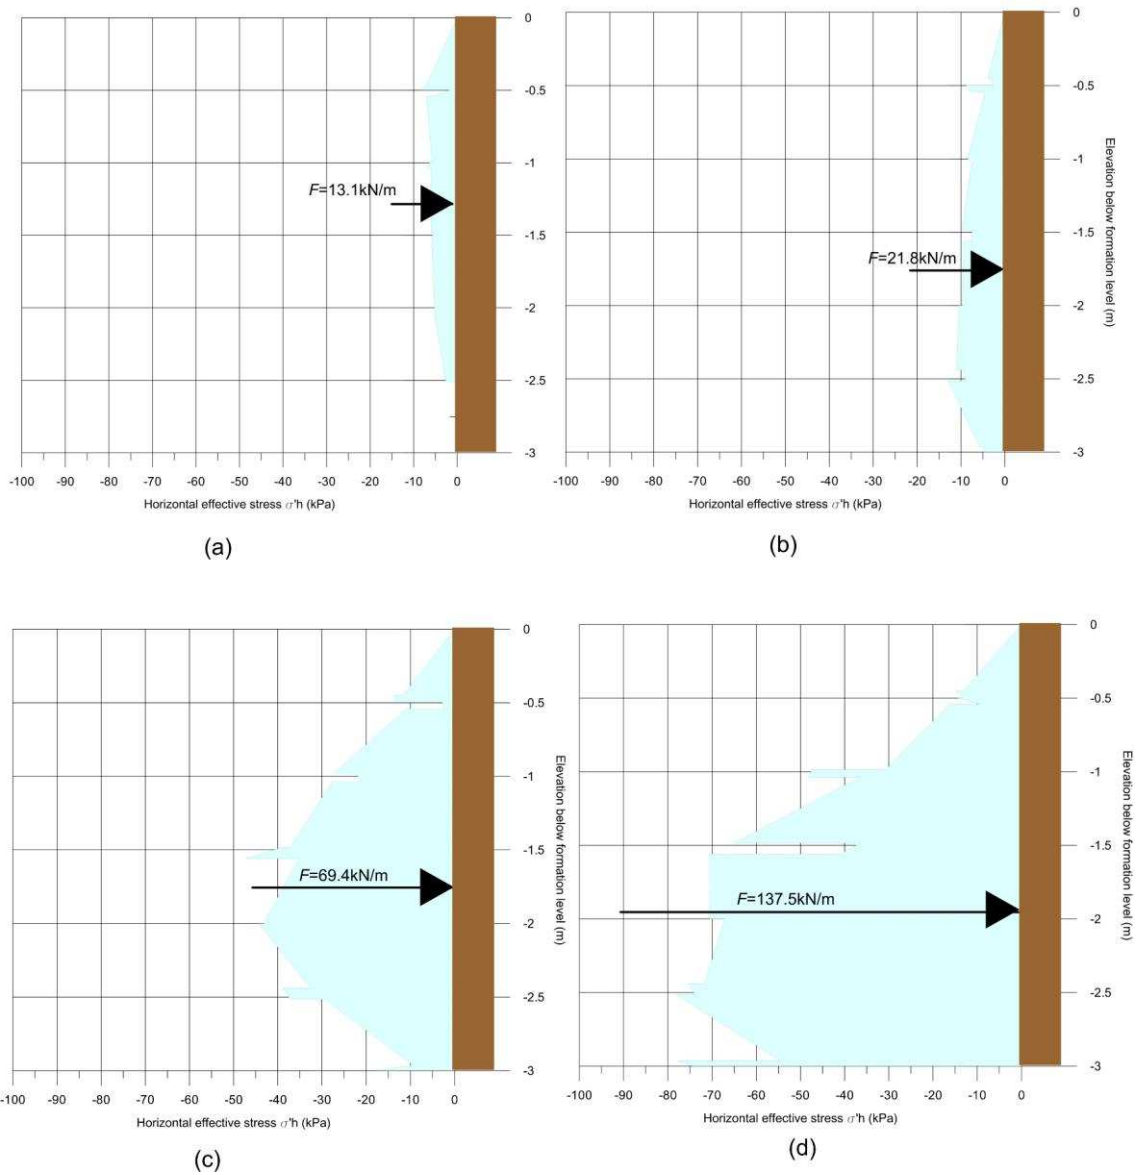 0
-0.5
-1
F=13.1kN/m
-1.5
-2
-2.5
-3
-100 -90 -80 -70 -60 -50 -40 -30 -20 -10 0
Horizontal effective stress σ'h (kPa)
(a)
0
-0.5
-1
-1.5
F=21.8kN/m
-2
-2.5
-3
Elevation below formation level (m)
-100 -90 -80 -70 -60 -50 -40 -30 -20 -10 0
Horizontal effective stress σ'h (kPa)
(b)
0
-0.5
-1
-1.5
F=69.4kN/m
-2
-2.5
-3
Elevation below formation level (m)
-100 -90 -80 -70 -60 -50 -40 -30 -20 -10 0
Horizontal effective stress σ'h (kPa)
(c)
0
-0.5
-1
-1.5
F=137.5kN/m
-2
-2.5
-3
Elevation below formation level (m)
-100 -90 -80 -70 -60 -50 -40 -30 -20 -10 0
Horizontal effective stress σ'h (kPa)
(d)